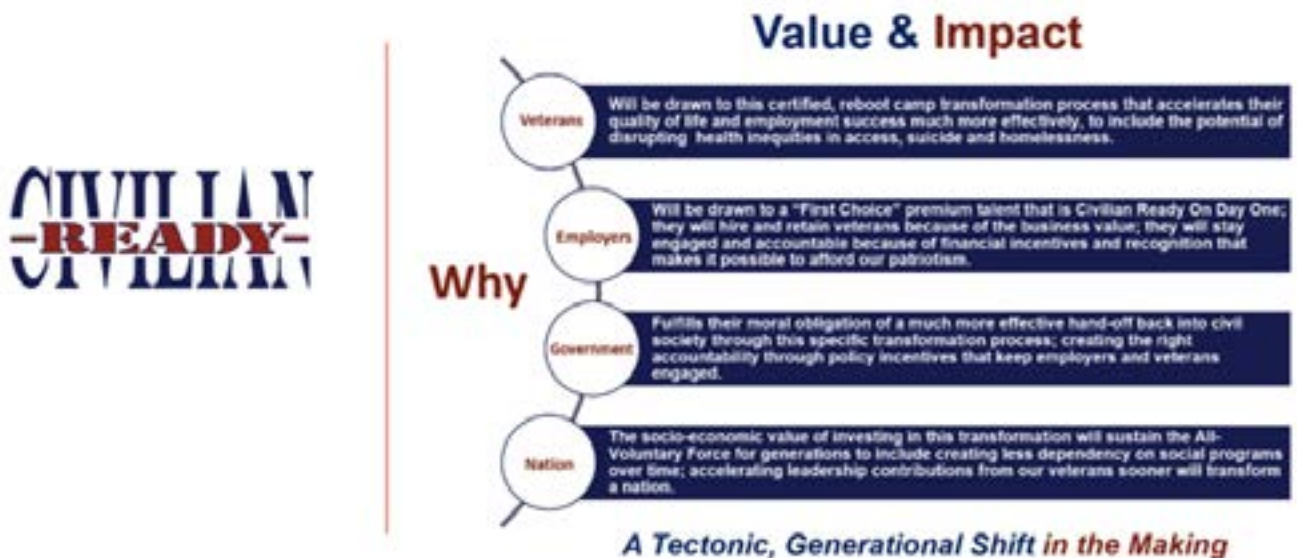 Value & Impact
CIVILIAN
-READY-
Why
Veterans
Will be drawn to this certified, reboot camp transformation process that accelerates their
quality of life and employment success much more effectively, to include the potential of
disrupting health inequities in access, suicide and homelessness.
Employers
Will be drawn to a "First Choice" premium talent that is Civilian Ready On Day One;
they will hire and retain veterans because of the business value; they will stay
engaged and accountable because of financial incentives and recognition that
makes it possible to afford our patriotism.
Government
Fulfills their moral obligation of a much more effective hand-off back into civil
society through this specific transformation process; creating the right
accountability through policy incentives that keep employers and veterans
engaged.
Nation
The socio-economic value of investing in this transformation will sustain the All-
Voluntary Force for generations to include creating less dependency on social programs
over time; accelerating leadership contributions from our veterans sooner will transform
a nation.
A Tectonic, Generational Shift in the Making